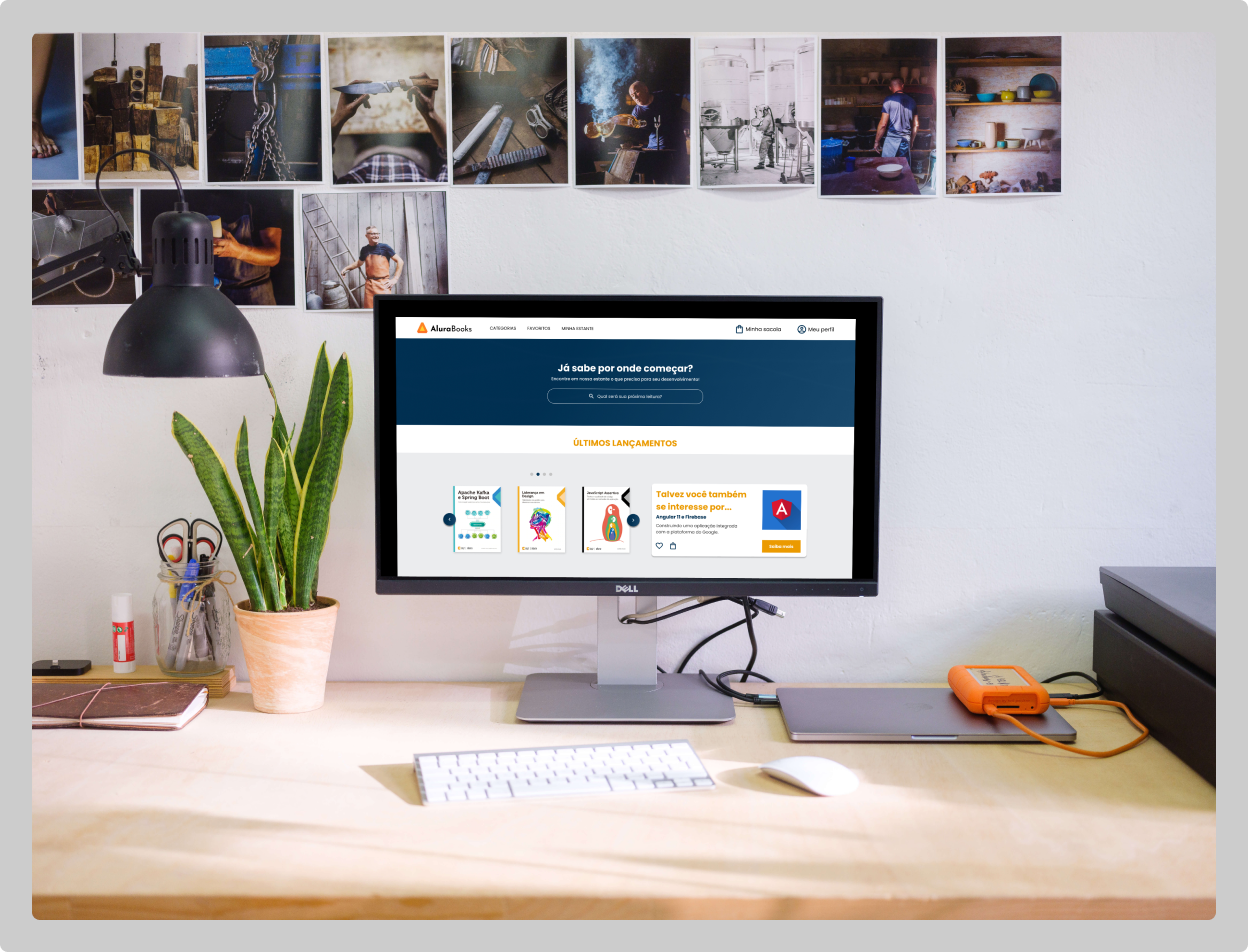 AluraBooks
CATEGORIAS FAVORITOS MINHA ESTANTE
Minha sacola Meu perfil
Já sabe por onde começar?
Encontre em nossa estante o que precisa para seu desenvolvimento!
Qual será sua próxima leitura?
ÚLTIMOS LANÇAMENTOS
Apache Kafka
e Spring Boot
Liderança em
Design
JavaScript Assertivo
Talvez você também
se interesse por...
Angular 11 e Firebase
Construindo uma aplicação integrada
com a plataforma do Google.
A
Saiba mais
DELL